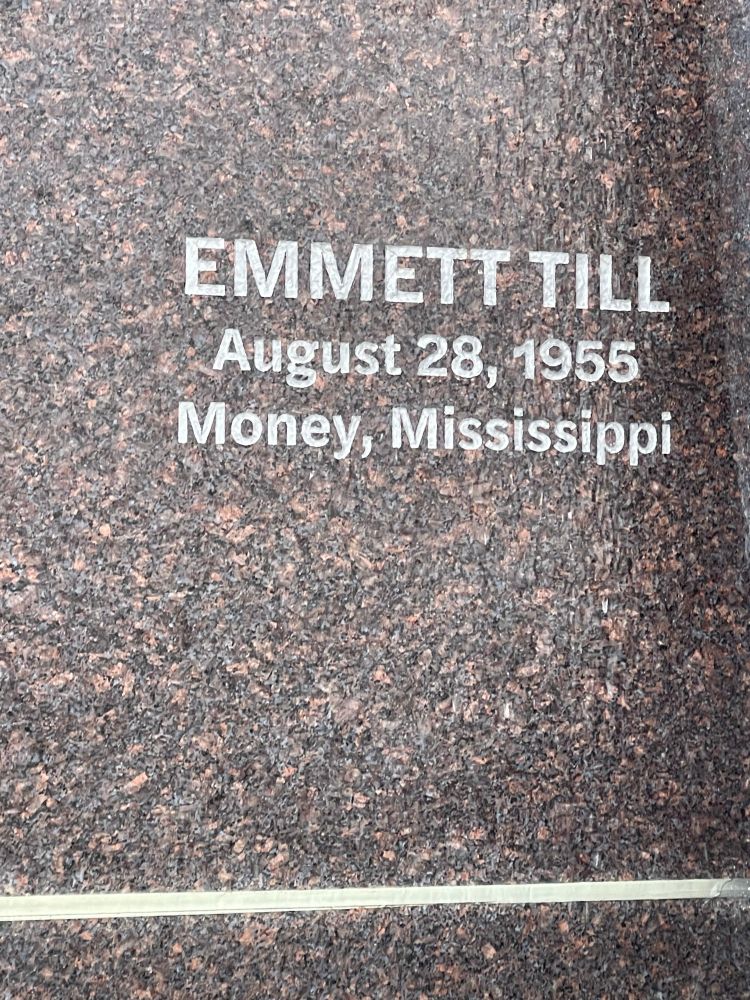 EMMETT TILL
August 28, 1955
Money, Mississippi